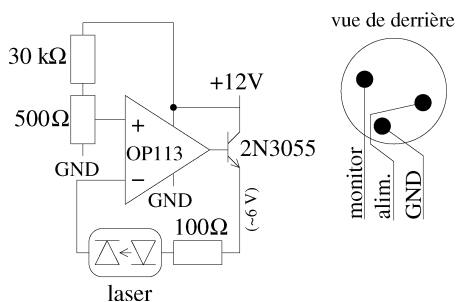 vue de derrière
30 kΩ
+12V
500Ω
+
OP113
2N3055
GND
−
GND
(~6 V)
100Ω
laser
monitor
alim.
GND